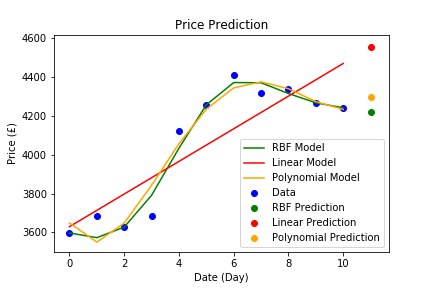 Price Prediction
4600
4400
4200
4000
3800
3600
Price (£)
0
2
4
6
8
10
Date (Day)
RBF Model
Linear Model
Polynomial Model
Data
RBF Prediction
Linear Prediction
Polynomial Prediction